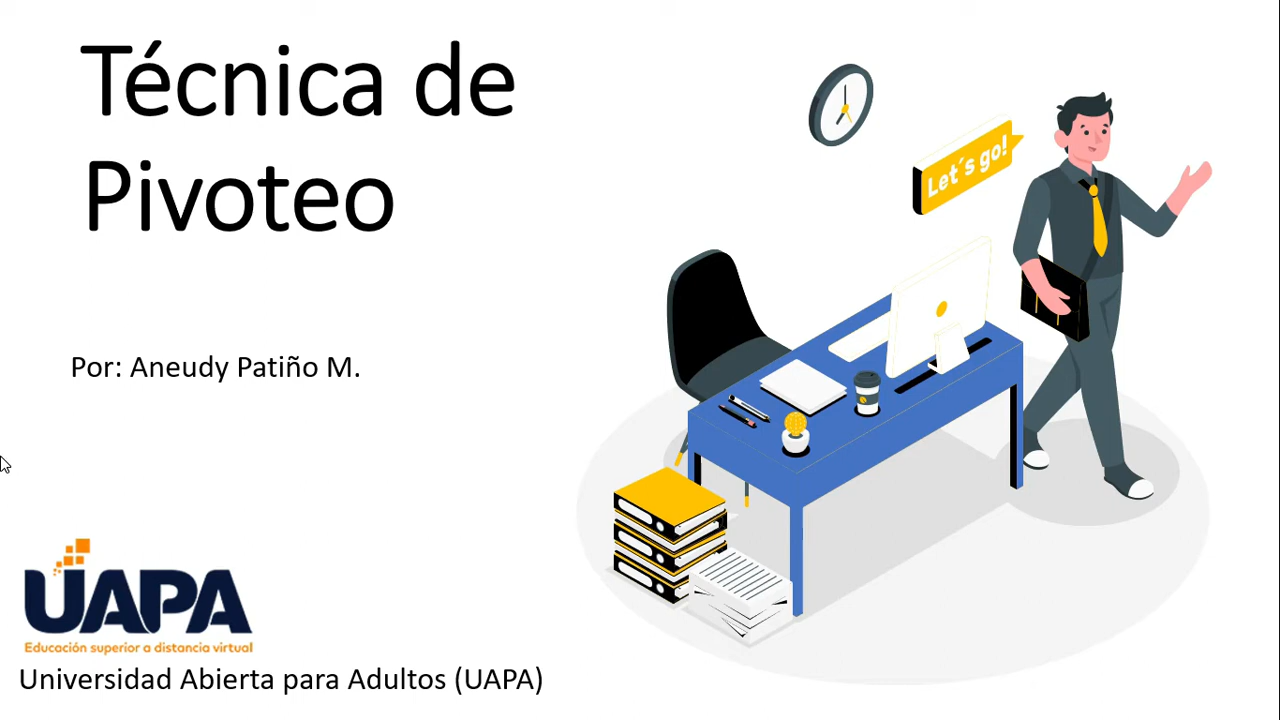 Técnica de
Pivoteo
Let´s go!
Por: Aneudy Patiño M.
UAPA
Educación superior a distancia virtual
Universidad Abierta para Adultos (UAPA)